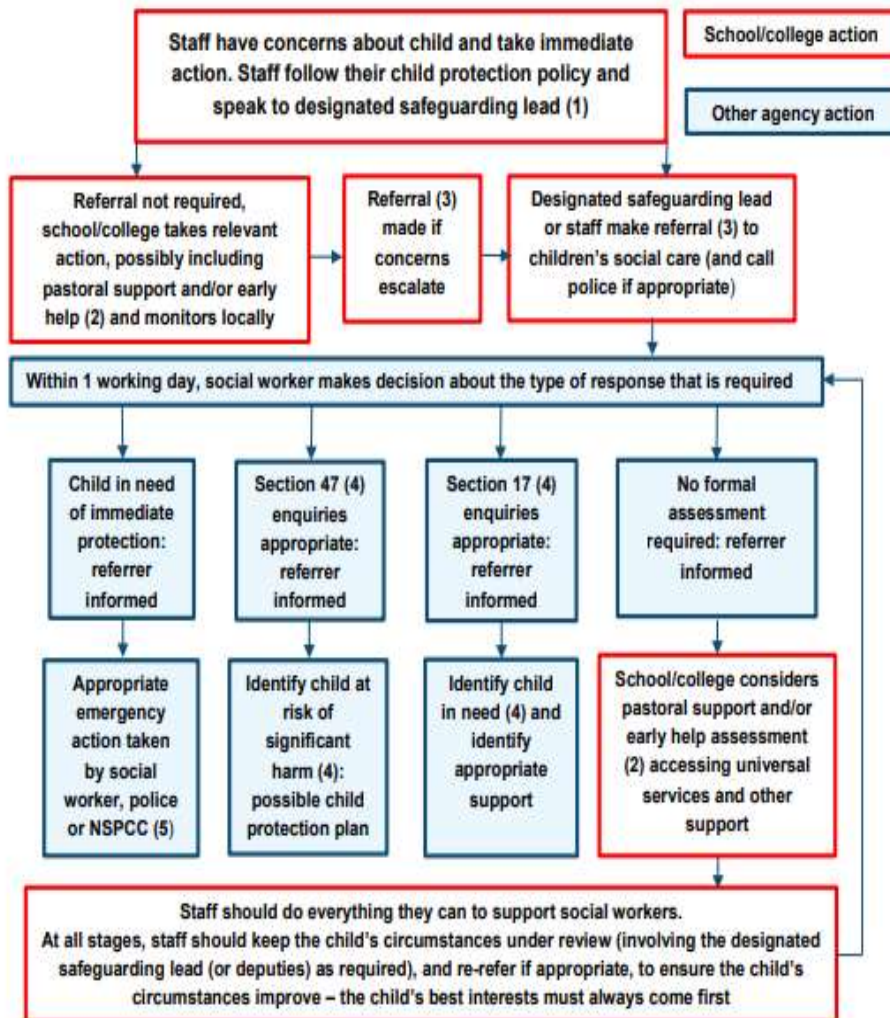 Staff have concerns about child and take immediate
action. Staff follow their child protection policy and
speak to designated safeguarding lead (1)
School/college action
Other agency action
Referral not required,
school/college takes relevant
action, possibly including
pastoral support and/or early
help (2) and monitors locally
Referral (3)
made if
concerns
escalate
Designated safeguarding lead
or staff make referral (3) to
children's social care (and call
police if appropriate)
Within 1 working day, social worker makes decision about the type of response that is required
Child in need
of immediate
protection:
referrer
informed
Section 47 (4)
enquiries
appropriate:
referrer
informed
Section 17 (4)
enquiries
appropriate:
referrer
informed
No formal
assessment
required: referrer
informed
Appropriate
emergency
action taken
by social
worker, police
or NSPCC (5)
Identify child at
risk of
significant
harm (4):
possible child
protection plan
Identify child
in need (4) and
identify
appropriate
support
School/college considers
pastoral support and/or
early help assessment
(2) accessing universal
services and other
support
Staff should do everything they can to support social workers.
At all stages, staff should keep the child's circumstances under review (involving the designated
safeguarding lead (or deputies) as required), and re-refer if appropriate, to ensure the child's
circumstances improve – the child's best interests must always come first